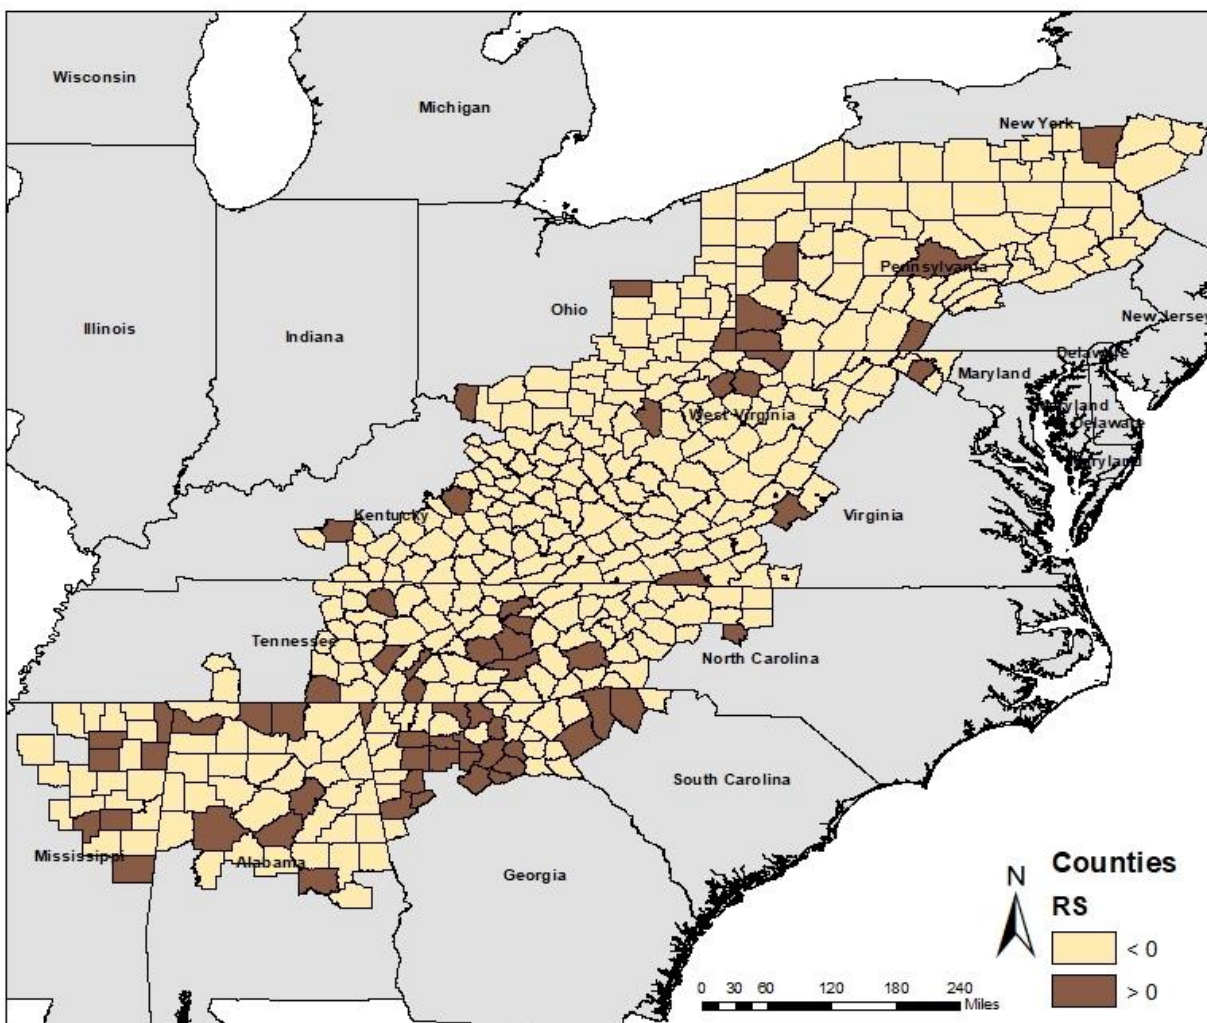 Wisconsin
Michigan
New York
Pennsylvania
Ohio
New Jersey
Illinois
Indiana
Delaware
Maryland
Maryland
West Virginia
Delaware
Maryland
Kentucky
Virginia
Tennessee
North Carolina
South Carolina
Mississippi
Alabama
Georgia
Counties
N
RS
< 0
> 0
0 30 60 120 180 240
Miles